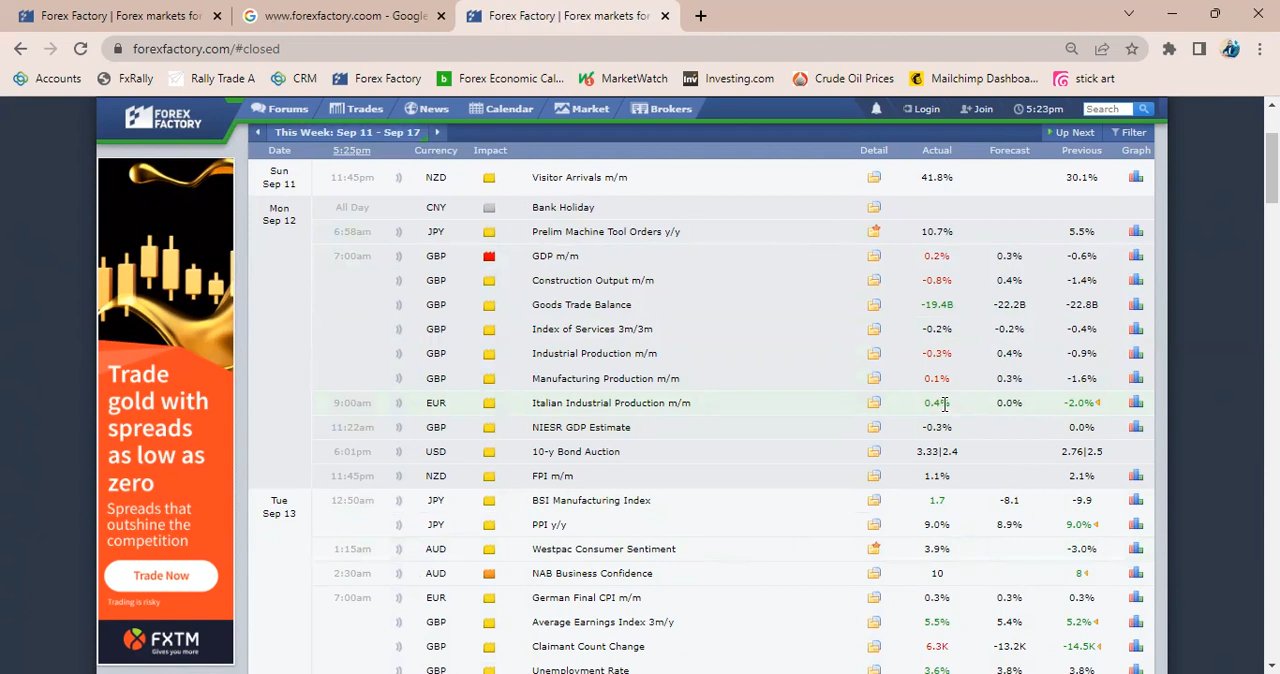 Forex Factory | Forex markets for
www.forexfactory.coom - Google
Forex Factory | Forex markets for
forexfactory.com/#closed
Accounts FxRally Rally Trade A CRM Forex Factory Forex Economic Cal... MarketWatch Investing.com Crude Oil Prices Mailchimp Dashboa... stick art
FOREX FACTORY Forums Trades News Calendar Market Brokers Login Join 5:23pm Search
This Week: Sep 11 - Sep 17 Up Next Filter
Date 5:25pm Currency Impact Detail Actual Forecast Previous Graph
Sun Sep 11 11:45pm NZD Visitor Arrivals m/m 41.8% 30.1%
Mon Sep 12 All Day CNY Bank Holiday
6:58am JPY Prelim Machine Tool Orders y/y 10.7% 5.5%
7:00am GBP GDP m/m 0.2% 0.3% -0.6%
GBP Construction Output m/m -0.8% 0.4% -1.4%
GBP Goods Trade Balance -19.4B -22.2B -22.8B
GBP Index of Services 3m/3m -0.2% -0.2% -0.4%
GBP Industrial Production m/m -0.3% 0.4% -0.9%
GBP Manufacturing Production m/m 0.1% 0.3% -1.6%
9:00am EUR Italian Industrial Production m/m 0.4% 0.0% -2.0%
11:22am GBP NIESR GDP Estimate -0.3% 0.0%
6:01pm USD 10-y Bond Auction 3.33|2.4 2.76|2.5
11:45pm NZD FPI m/m 1.1% 2.1%
Tue Sep 13 12:50am JPY BSI Manufacturing Index 1.7 -8.1 -9.9
JPY PPI y/y 9.0% 8.9% 9.0%
1:15am AUD Westpac Consumer Sentiment 3.9% -3.0%
2:30am AUD NAB Business Confidence 10 8
7:00am EUR German Final CPI m/m 0.3% 0.3% 0.3%
GBP Average Earnings Index 3m/y 5.5% 5.4% 5.2%
GBP Claimant Count Change 6.3K -13.2K -14.5K
GBP Unemployment Rate 3.6% 3.8% 3.8%
Trade
gold with
spreads
as low as
zero
Spreads that
outshine the
competition
Trade Now
Trading is risky
FXTM
Gives you more